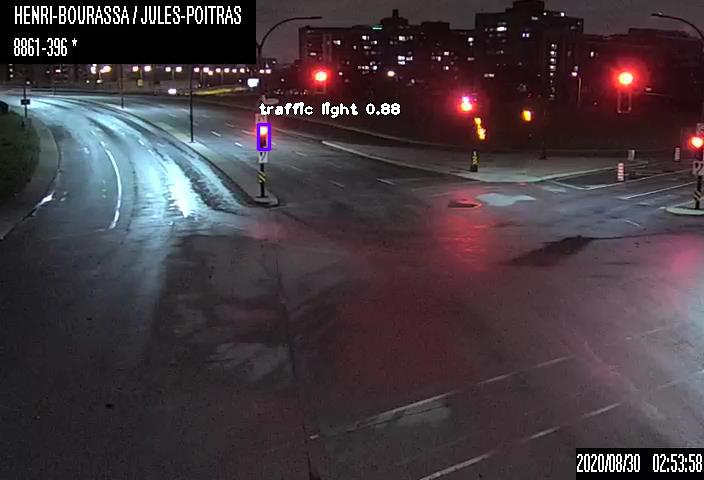 HENRI-BOURASSA / JULES-POITRAS
8861-396 *
traffic light 0.88
2020/08/30 02:53:58